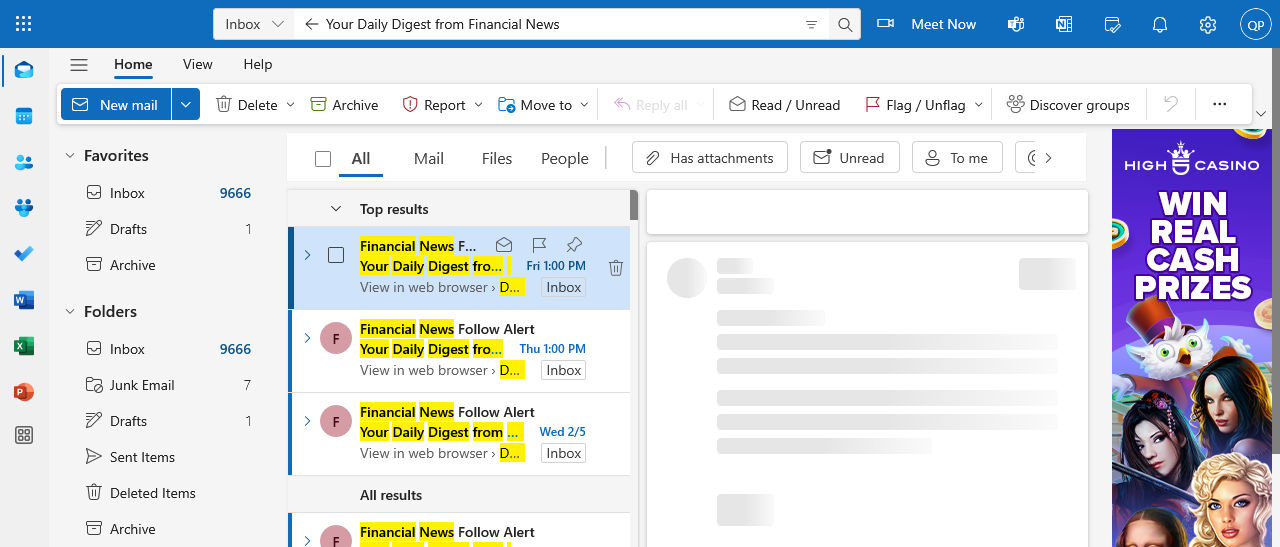 Inbox
Your Daily Digest from Financial News
Meet Now
QP
Home
View
Help
New mail
Delete
Archive
Report
Move to
Reply all
Read / Unread
Flag / Unflag
Discover groups
Favorites
Inbox 9666
Drafts 1
Archive
Folders
Inbox 9666
Junk Email 7
Drafts 1
Sent Items
Deleted Items
Archive
All
Mail
Files
People
Has attachments
Unread
To me
Top results
Financial News F...
Your Daily Digest fro... Fri 1:00 PM
View in web browser › D... Inbox
F
Financial News Follow Alert
Your Daily Digest fro... Thu 1:00 PM
View in web browser › D... Inbox
F
Financial News Follow Alert
Your Daily Digest from ... Wed 2/5
View in web browser › D... Inbox
All results
F
Financial News Follow Alert
HIGH 5 CASINO
WIN
REAL
CASH
PRIZES